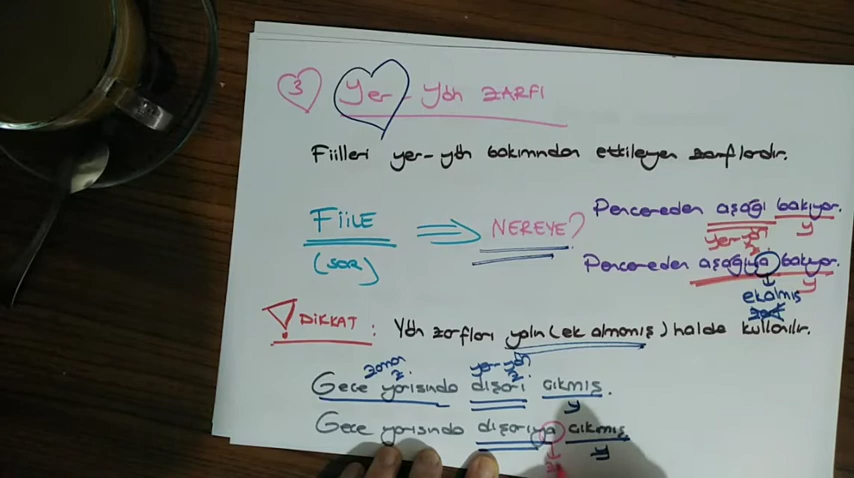 3 Yer-Yön ZARFI
Fiilleri yer-yön bakımından etkileyen zarflardır.
FiiLE ⇒ NEREYE?
(SOR)
Pencereden aşağı bakıyor.
yer-yön z. y
Pencereden aşağıya bakıyor.
y
ek almış
zarf
! DİKKAT: Yön zarfları yalın (ek almamış) halde kullanılır.
zaman z. yer-yön z.
Gece yarısında dışarı çıkmış.
y
Gece yarısında dışarıya çıkmış.
y